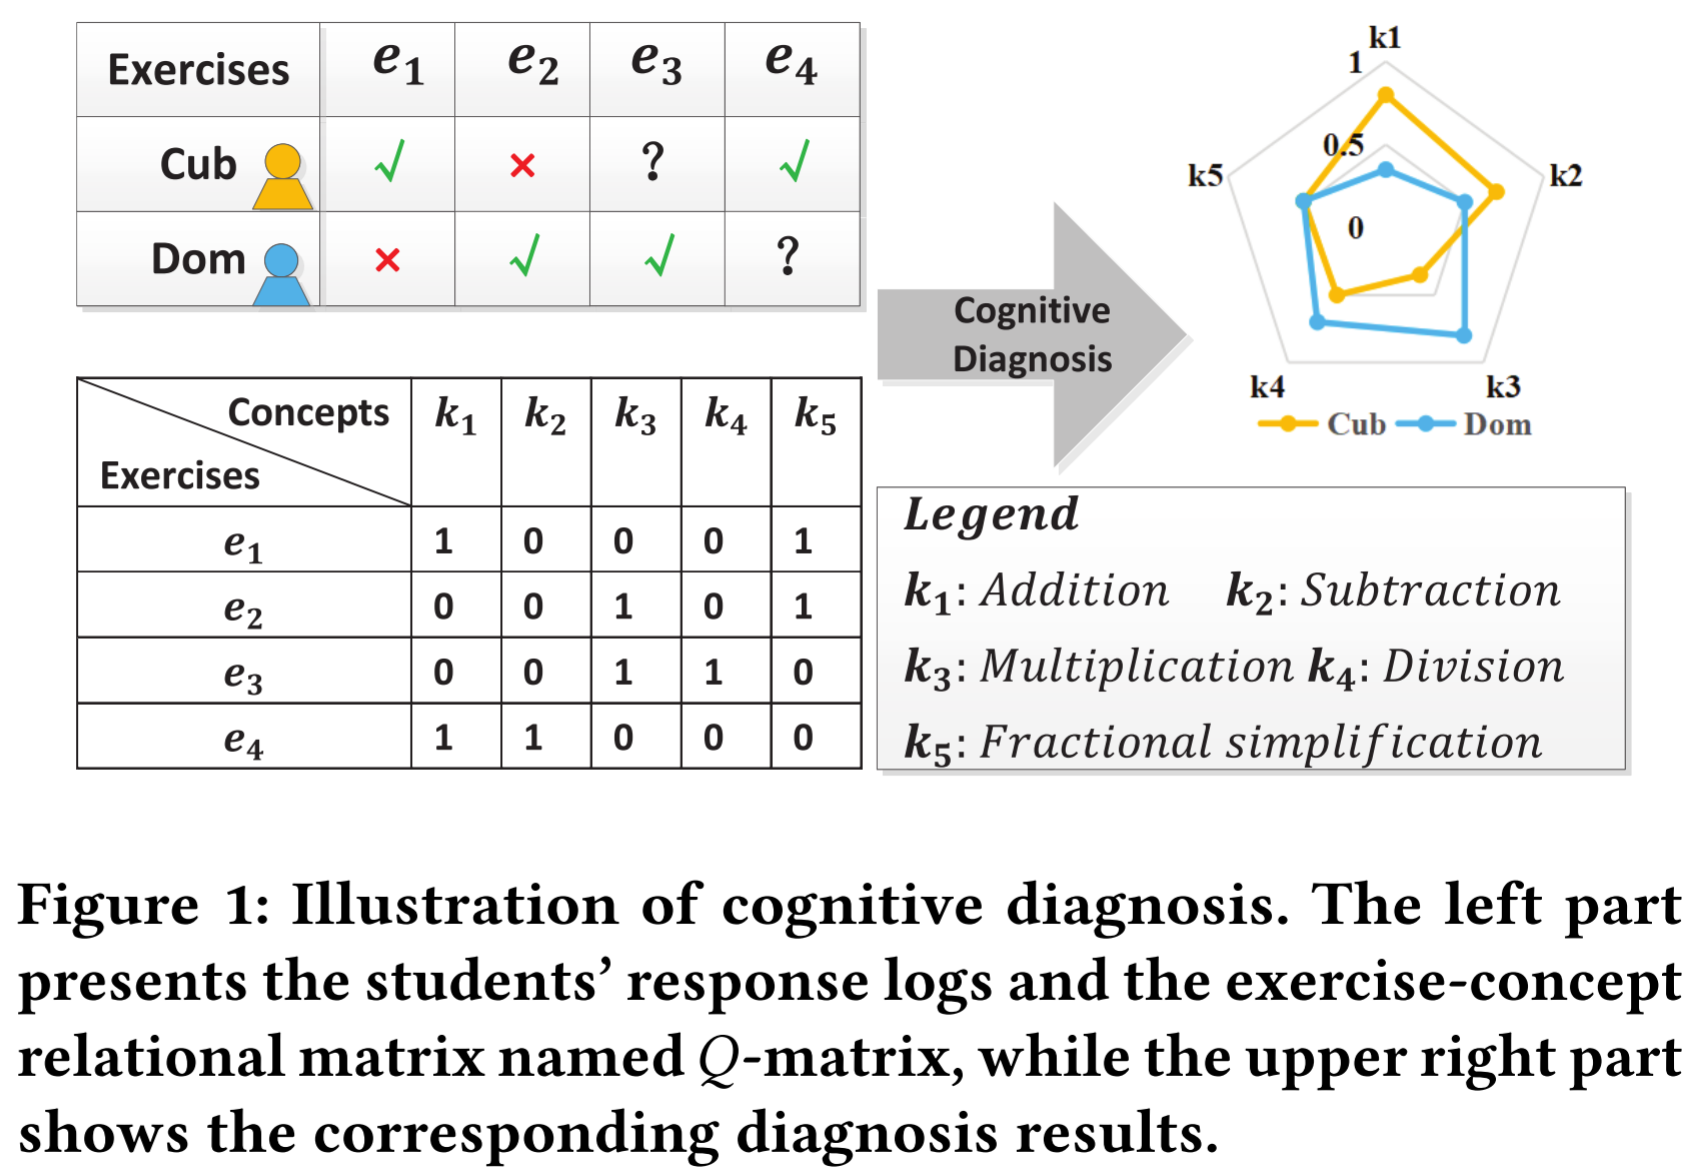 Exercises e1 e2 e3 e4
Cub √ × ? √
Dom × √ √ ?
Concepts k1 k2 k3 k4 k5
Exercises
e1 1 0 0 0 1
e2 0 0 1 0 1
e3 0 0 1 1 0
e4 1 1 0 0 0
Cognitive
Diagnosis
k1
1
0.5
k5
k2
0
k4
k3
Cub Dom
Legend
k1: Addition k2: Subtraction
k3: Multiplication k4: Division
k5: Fractional simplification
Figure 1: Illustration of cognitive diagnosis. The left part
presents the students’ response logs and the exercise-concept
relational matrix named Q-matrix, while the upper right part
shows the corresponding diagnosis results.